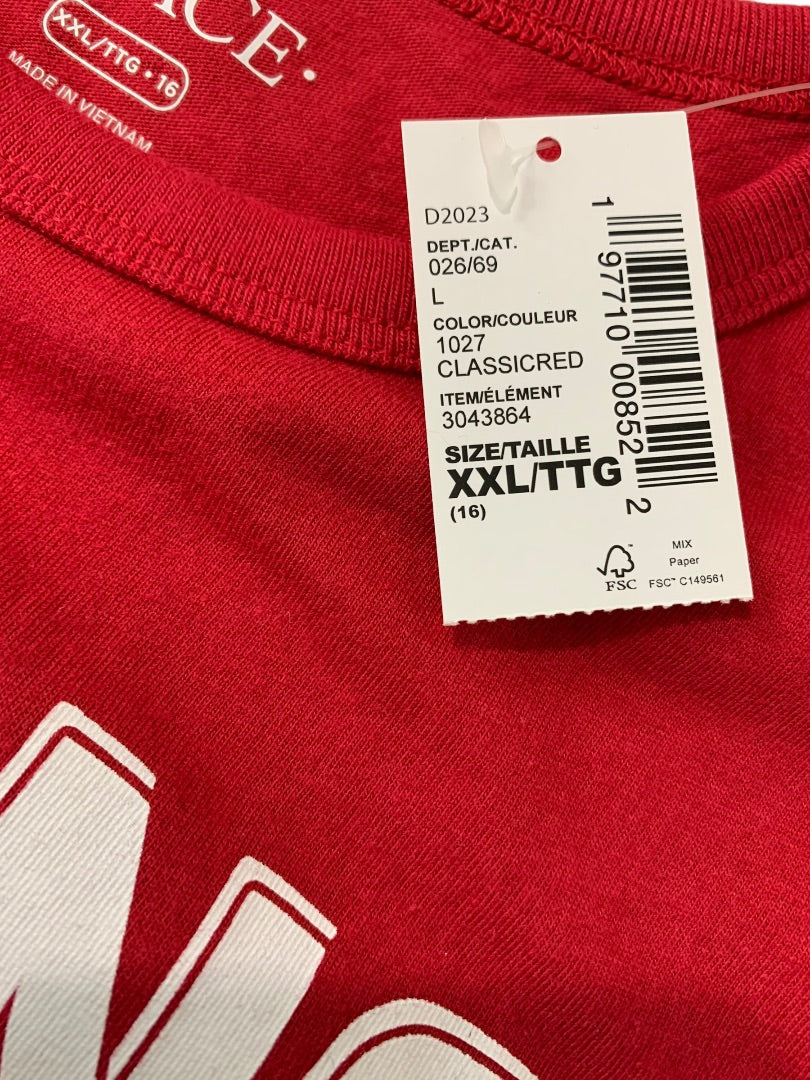 XXL/TTG • 16
MADE IN VIETNAM
D2023
DEPT./CAT.
026/69
L
COLOR/COULEUR
1027
CLASSICRED
ITEM/ÉLÉMENT
3043864
SIZE/TAILLE
XXL/TTG
(16)
1 97710 00852 2
FSC
MIX
Paper
FSC™ C149561